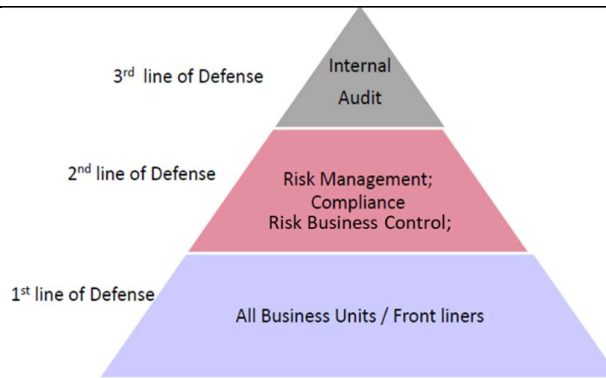 3rd line of Defense
Internal
Audit
2nd line of Defense
Risk Management;
Compliance
Risk Business Control;
1st line of Defense
All Business Units / Front liners